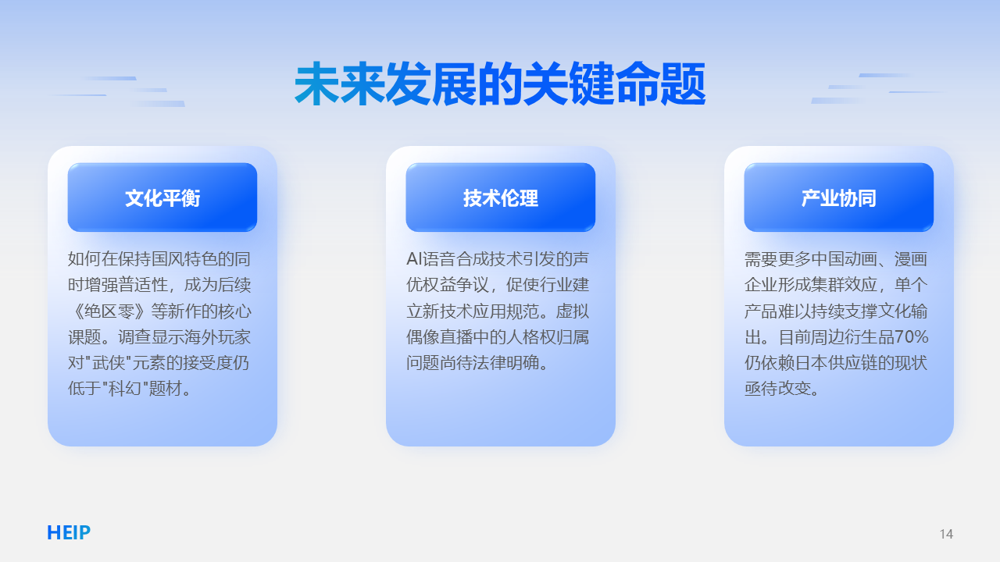 未来发展的关键命题
文化平衡
如何在保持国风特色的同
时增强普适性，成为后续
《绝区零》等新作的核心
课题。调查显示海外玩家
对"武侠"元素的接受度仍
低于"科幻"题材。
技术伦理
AI语音合成技术引发的声
优权益争议，促使行业建
立新技术应用规范。虚拟
偶像直播中的人格权归属
问题尚待法律明确。
产业协同
需要更多中国动画、漫画
企业形成集群效应，单个
产品难以持续支撑文化输
出。目前周边衍生品70%
仍依赖日本供应链的现状
亟待改变。
HEIP
14